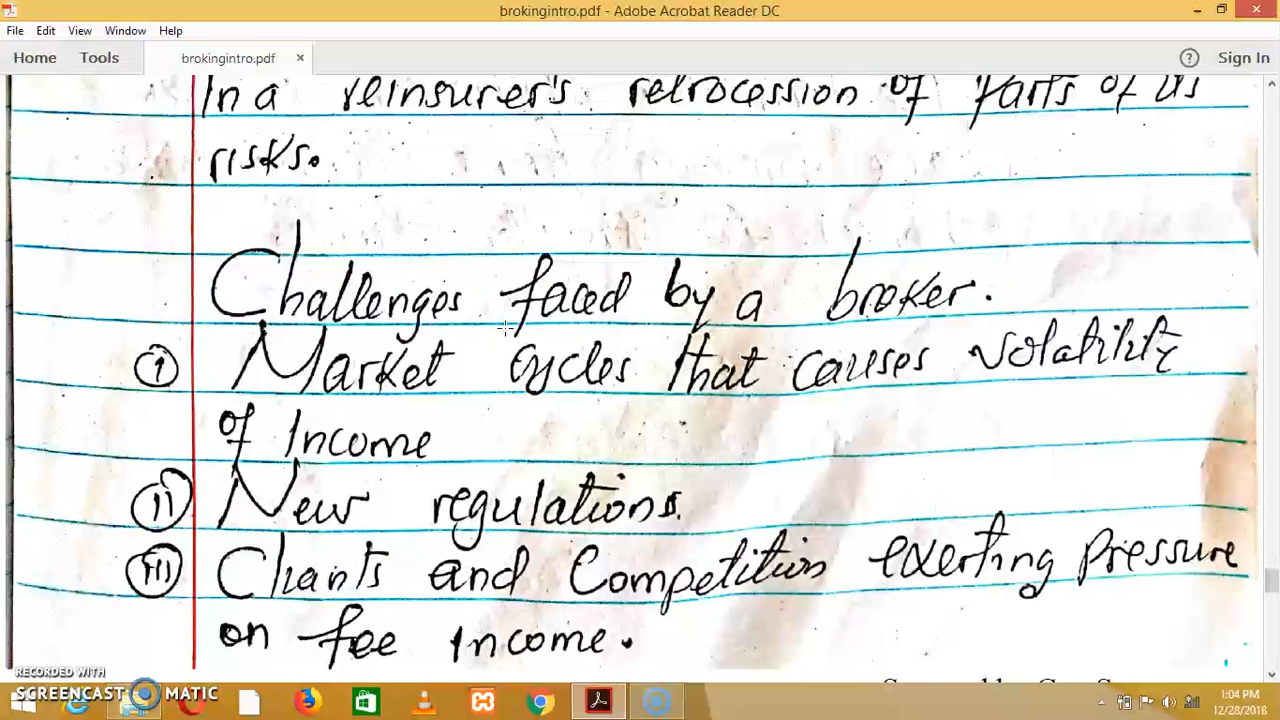 brokingintro.pdf - Adobe Acrobat Reader DC
File Edit View Window Help
Home Tools brokingintro.pdf × Sign In
In a reinsurer's retrocession of parts of its
risks.
Challenges faced by a broker.
(i) Market cycles that causes volatility
of Income
(ii) New regulations.
(iii) Clients and Competition exerting pressure
on fee income.
RECORDED WITH
SCREENCAST MATIC
1:04 PM
12/28/2018